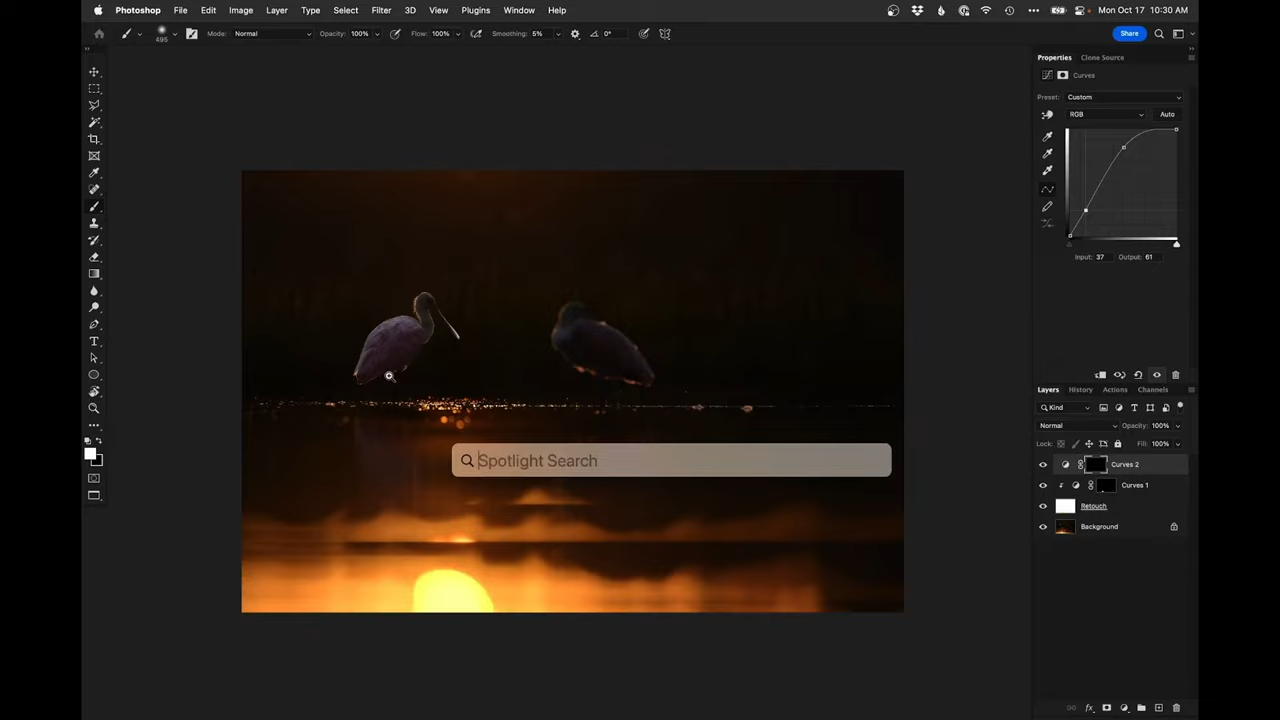 Photoshop File Edit Image Layer Type Select Filter 3D View Plugins Window Help Mon Oct 17 10:30 AM
495 Mode: Normal Opacity: 100% Flow: 100% Smoothing: 5% 0° Share
Properties Clone Source
Curves
Preset: Custom
RGB Auto
Input: 37 Output: 61
Layers History Actions Channels
Kind
Normal Opacity: 100%
Lock: Fill: 100%
Curves 2
Curves 1
Retouch
Background
Spotlight Search